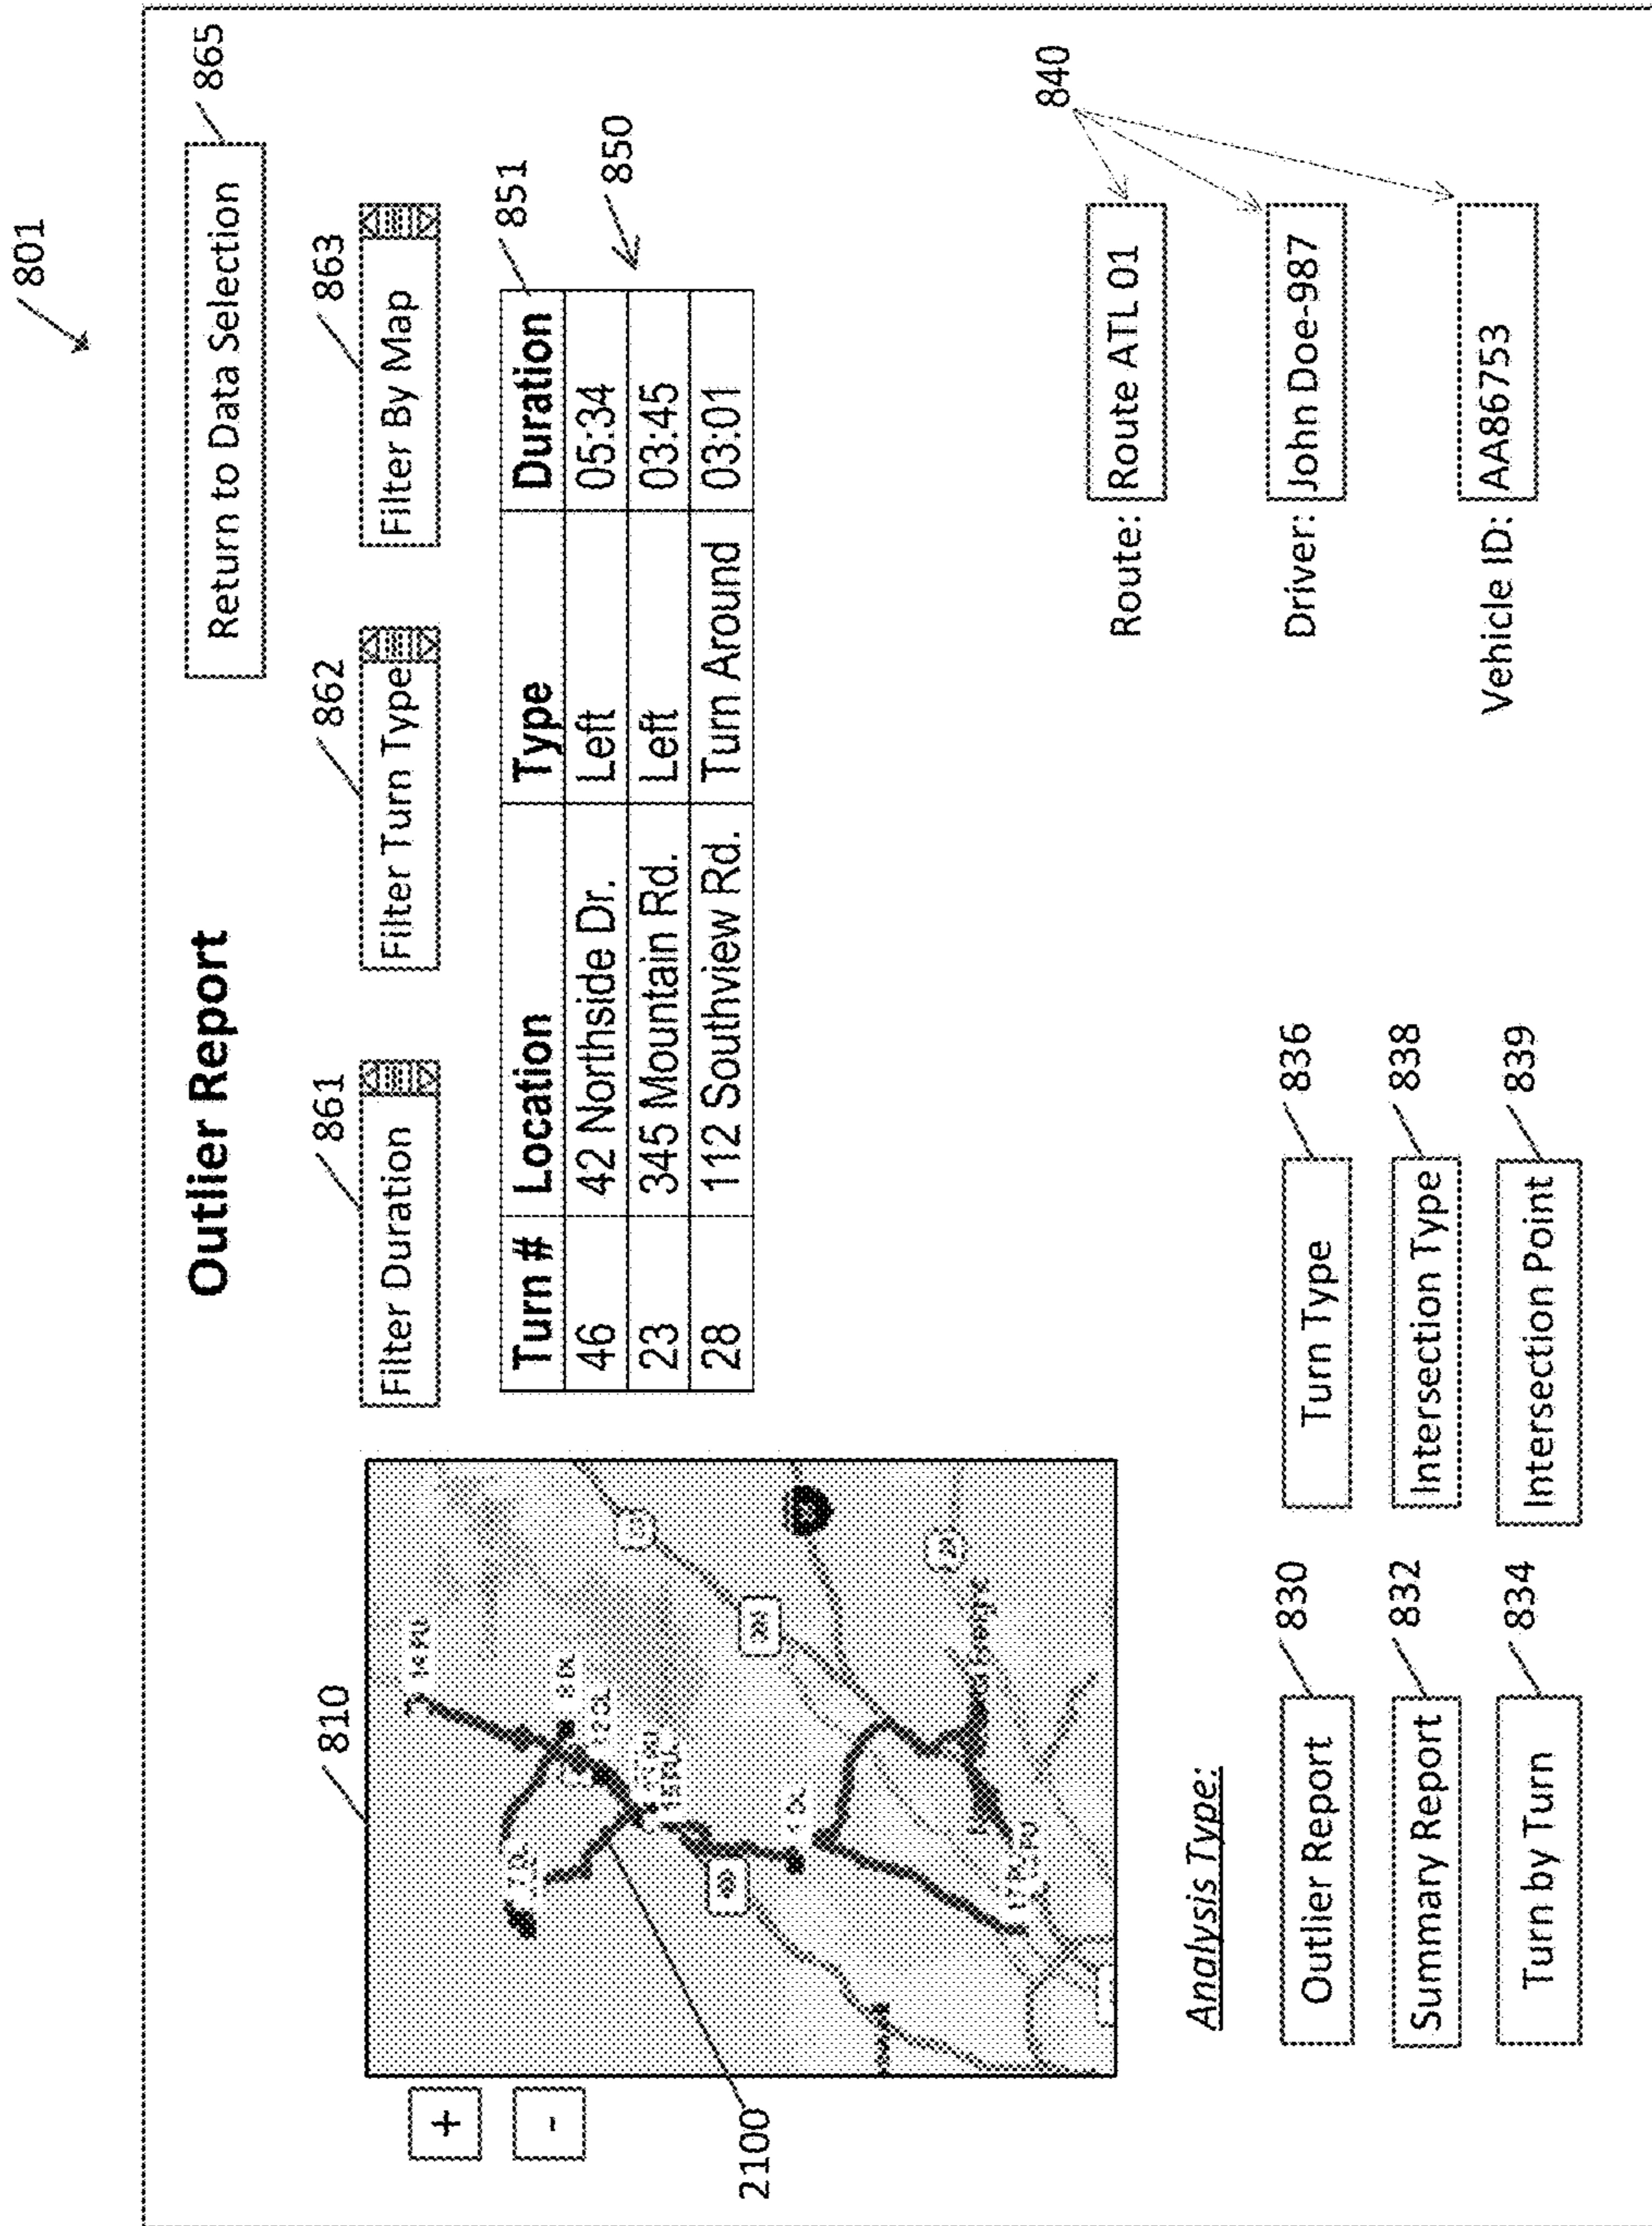 801
Outlier Report
Return to Data Selection
865
810
861
862
863
+
-
Filter Duration
Filter Turn Type
Filter By Map
851
Turn # Location Type Duration
46 42 Northside Dr. Left 05:34
23 345 Mountain Rd. Left 03:45
28 112 Southview Rd. Turn Around 03:01
850
14 PU
2100
Analysis Type:
830
836
Outlier Report
Turn Type
832
838
Summary Report
Intersection Type
834
839
Turn by Turn
Intersection Point
840
Route: Route ATL 01
Driver: John Doe-987
Vehicle ID: AA86753